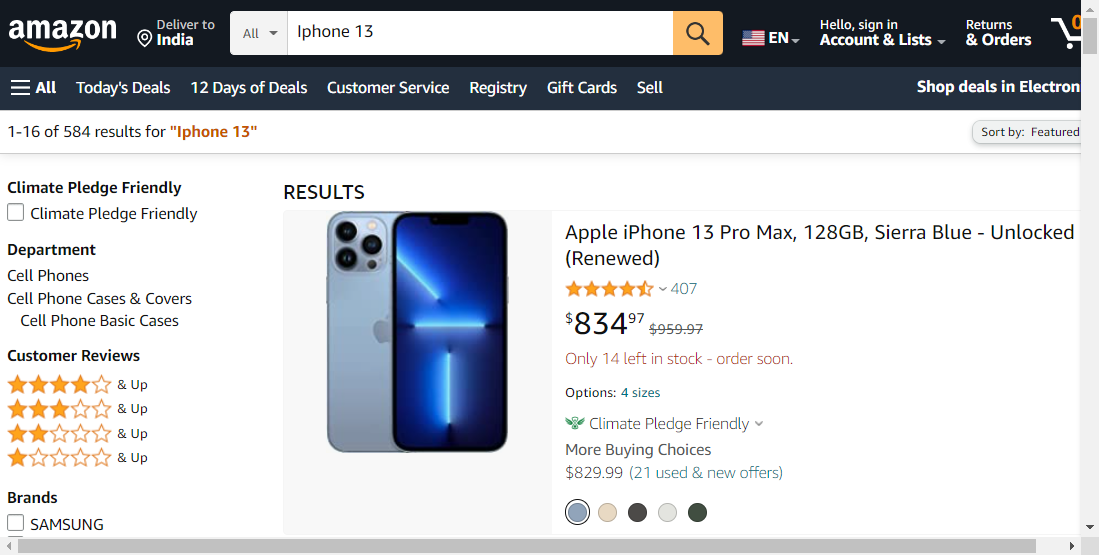 amazon
Deliver to
India
All
Iphone 13
EN
Hello, sign in
Account & Lists
Returns
& Orders
0
All
Today's Deals
12 Days of Deals
Customer Service
Registry
Gift Cards
Sell
Shop deals in Electron
1-16 of 584 results for "Iphone 13"
Sort by: Featured
Climate Pledge Friendly
Climate Pledge Friendly
Department
Cell Phones
Cell Phone Cases & Covers
Cell Phone Basic Cases
Customer Reviews
& Up
& Up
& Up
& Up
Brands
SAMSUNG
RESULTS
Apple iPhone 13 Pro Max, 128GB, Sierra Blue - Unlocked
(Renewed)
407
$834.97 $959.97
Only 14 left in stock - order soon.
Options: 4 sizes
Climate Pledge Friendly
More Buying Choices
$829.99 (21 used & new offers)